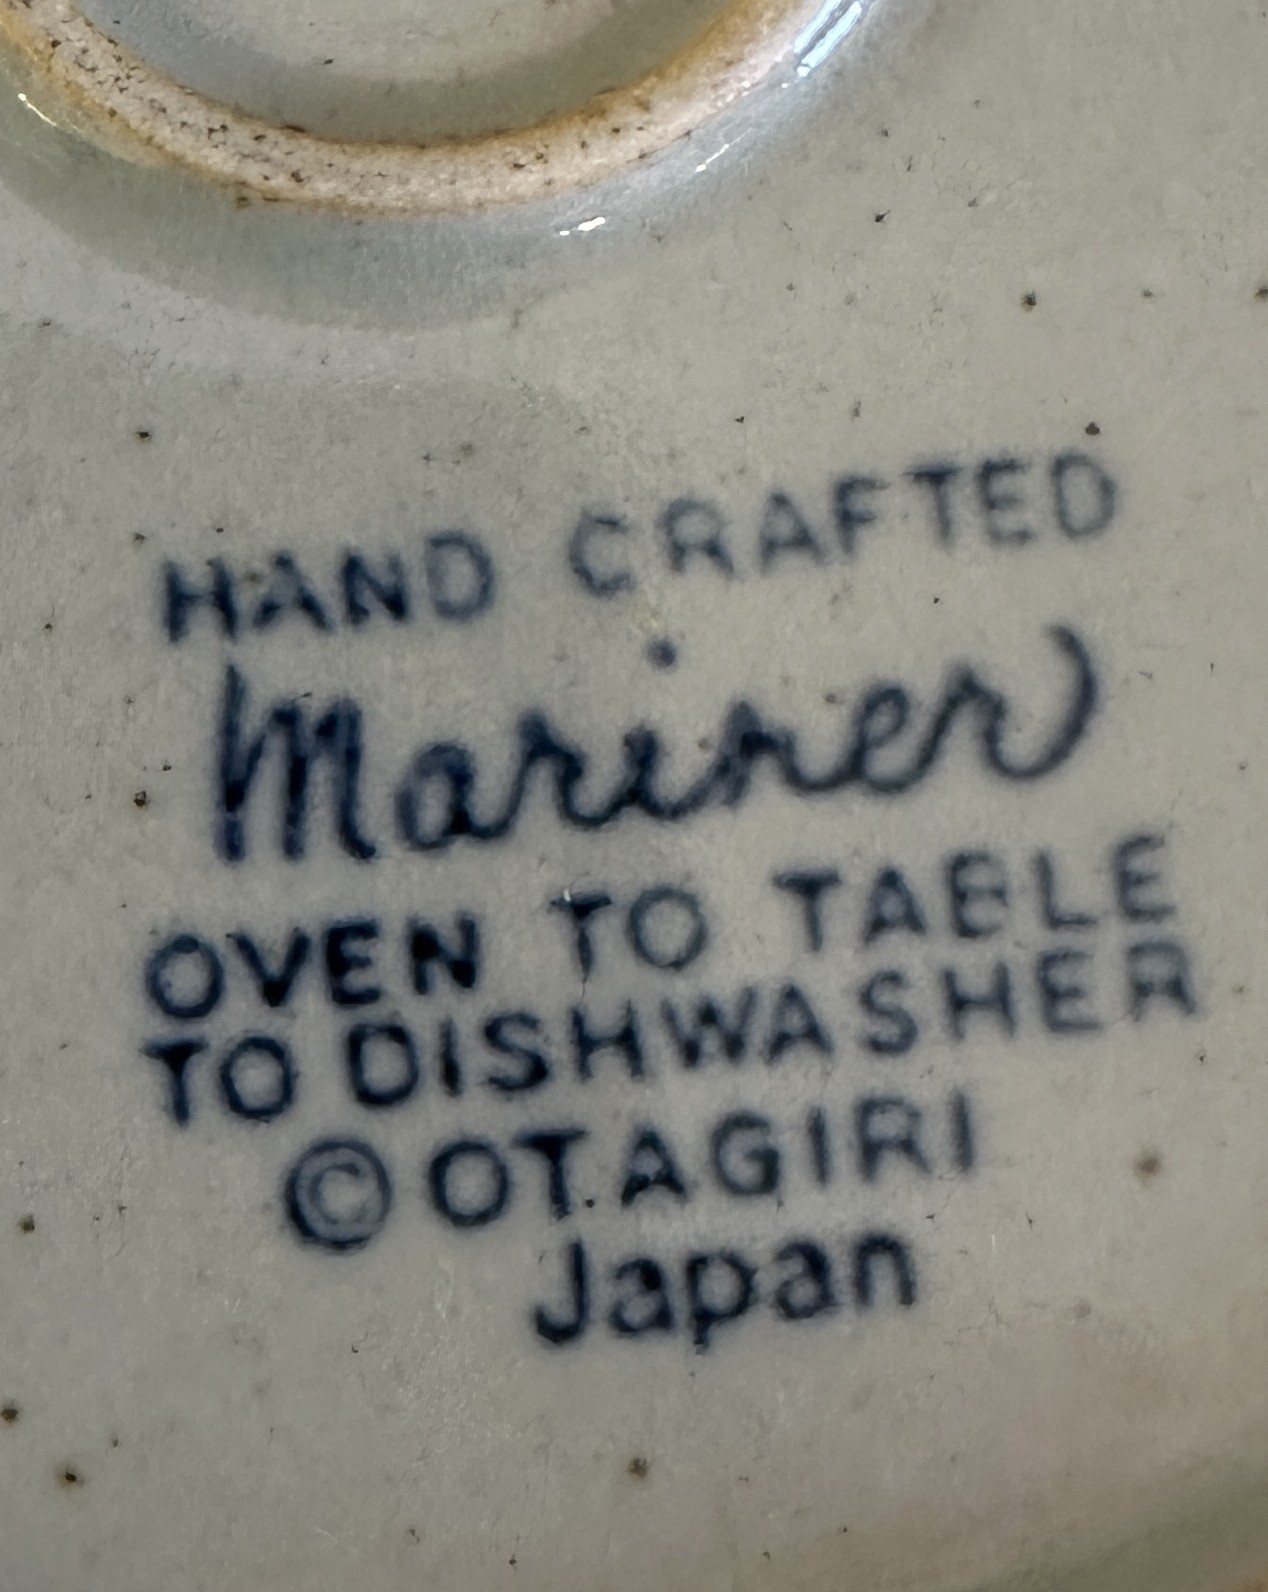 HAND CRAFTED
Mariner
OVEN TO TABLE
TO DISHWASHER
©OTAGIRI
Japan